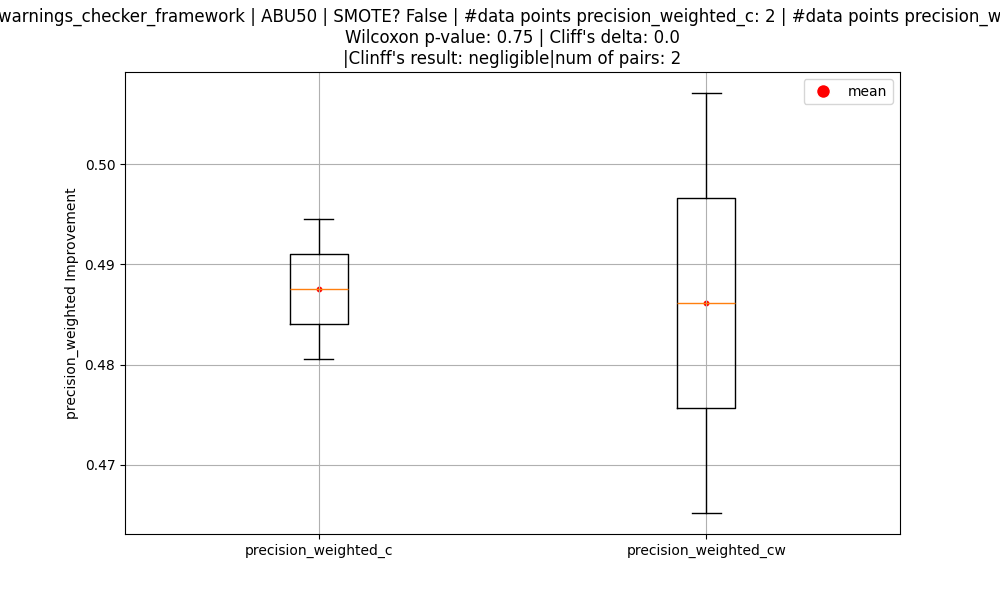 warnings_checker_framework | ABU50 | SMOTE? False | #data points precision_weighted_c: 2 | #data points precision_w
Wilcoxon p-value: 0.75 | Cliff's delta: 0.0
|Clinff's result: negligible|num of pairs: 2
mean
precision_weighted Improvement
0.50
0.49
0.48
0.47
precision_weighted_c
precision_weighted_cw